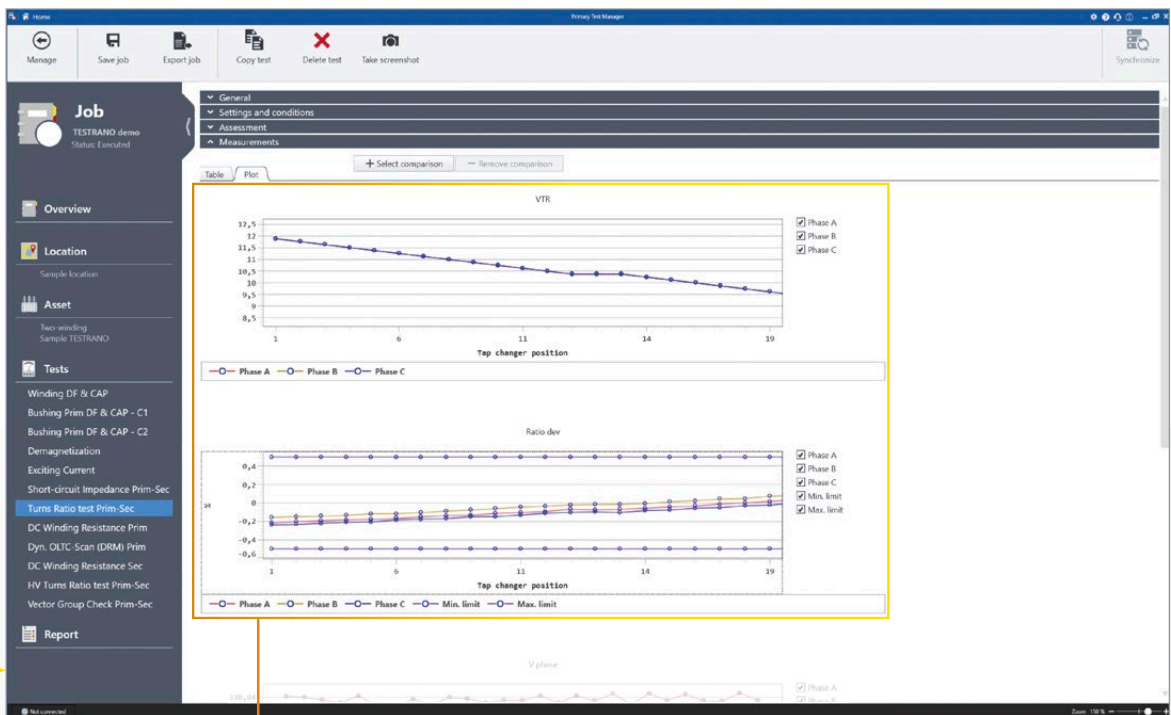 Home
Primary Test Manager
Manage
Save job
Export job
Copy test
Delete test
Take screenshot
Synchronize
Job
TESTRANO demo
Status: Executed
Overview
Location
Sample location
Asset
Two-winding
Sample TESTRANO
Tests
Winding DF & CAP
Bushing Prim DF & CAP - C1
Bushing Prim DF & CAP - C2
Demagnetization
Exciting Current
Short-circuit Impedance Prim-Sec
Turns Ratio test Prim-Sec
DC Winding Resistance Prim
Dyn. OLTC-Scan (DRM) Prim
DC Winding Resistance Sec
HV Turns Ratio test Prim-Sec
Vector Group Check Prim-Sec
Report
General
Settings and conditions
Assessment
Measurements
+ Select comparison
− Remove comparison
Table Plot
VTR
12,5
12
11,5
11
10,5
10
9,5
9
8,5
1 6 11 14 19
Tap changer position
Phase A
Phase B
Phase C
Phase A Phase B Phase C
Ratio dev
%
0,4
0,2
0
-0,2
-0,4
-0,6
1 6 11 14 19
Tap changer position
Phase A
Phase B
Phase C
Min. limit
Max. limit
Phase A Phase B Phase C Min. limit Max. limit
V phase
Phase A
Phase B
Not connected
Zoom: 130 %